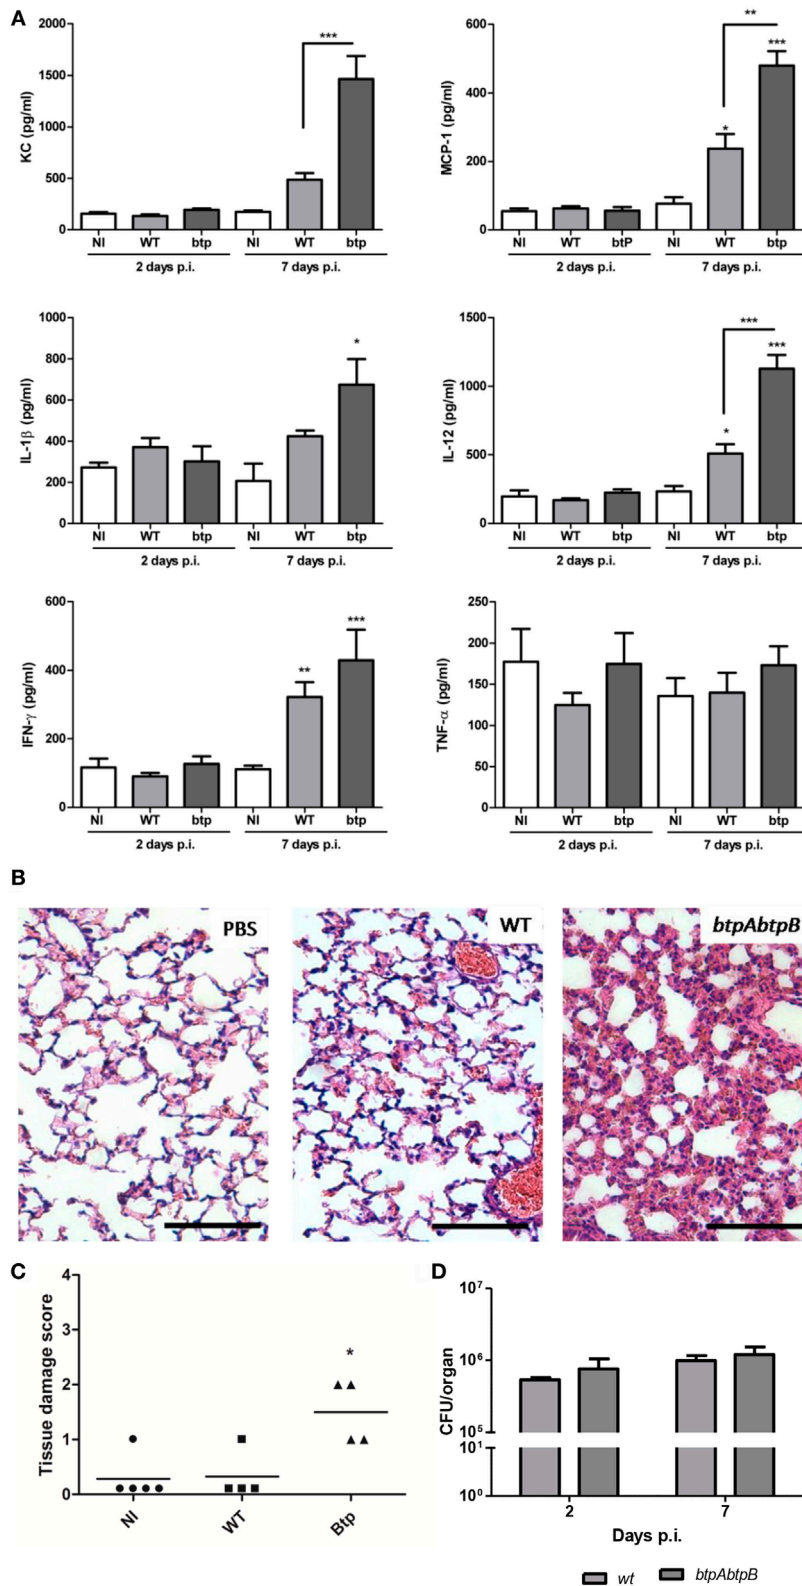 A
KC (pg/ml)
2000
1500
1000
500
0
***
NI WT btp NI WT btp
2 days p.i. 7 days p.i.
MCP-1 (pg/ml)
600
400
200
0
**
***
*
NI WT btP NI WT btp
2 days p.i. 7 days p.i.
IL-1β (pg/ml)
1000
800
600
400
200
0
*
NI WT btp NI WT btp
2 days p.i. 7 days p.i.
IL-12 (pg/ml)
1500
1000
500
0
***
***
*
NI WT btp NI WT btp
2 days p.i. 7 days p.i.
IFN-γ (pg/ml)
600
400
200
0
**
***
NI WT btp NI WT btp
2 days p.i. 7 days p.i.
TNF-α (pg/ml)
250
200
150
100
50
0
NI WT btp NI WT btp
2 days p.i. 7 days p.i.
B
PBS
WT
btpAbtpB
C
Tissue damage score
4
3
2
1
0
*
NI WT Btp
D
CFU/organ
10⁷
10⁶
10⁵
10¹
10⁰
2 7
Days p.i.
wt btpAbtpB